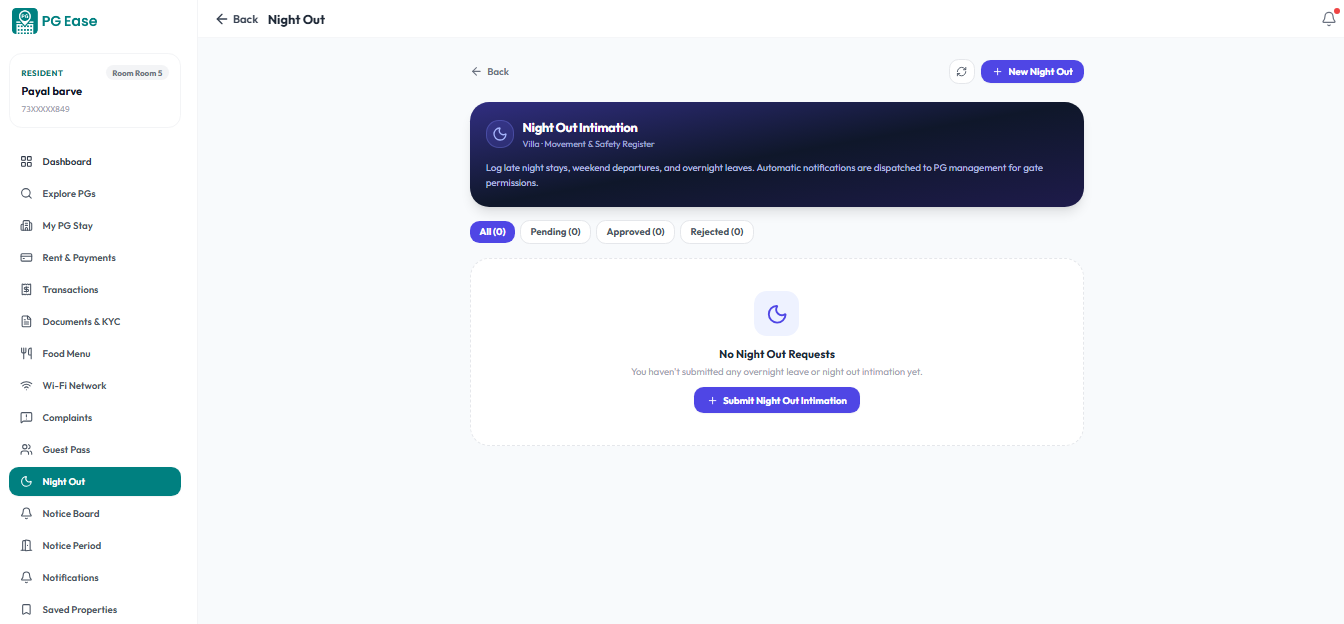 PG
PG Ease
Back Night Out
RESIDENT Room Room 5
Payal barve
73XXXXX849
Dashboard
Explore PGs
My PG Stay
Rent & Payments
Transactions
Documents & KYC
Food Menu
Wi-Fi Network
Complaints
Guest Pass
Night Out
Notice Board
Notice Period
Notifications
Saved Properties
Back
New Night Out
Night Out Intimation
Villa · Movement & Safety Register
Log late night stays, weekend departures, and overnight leaves. Automatic notifications are dispatched to PG management for gate
permissions.
All (0) Pending (0) Approved (0) Rejected (0)
No Night Out Requests
You haven't submitted any overnight leave or night out intimation yet.
Submit Night Out Intimation